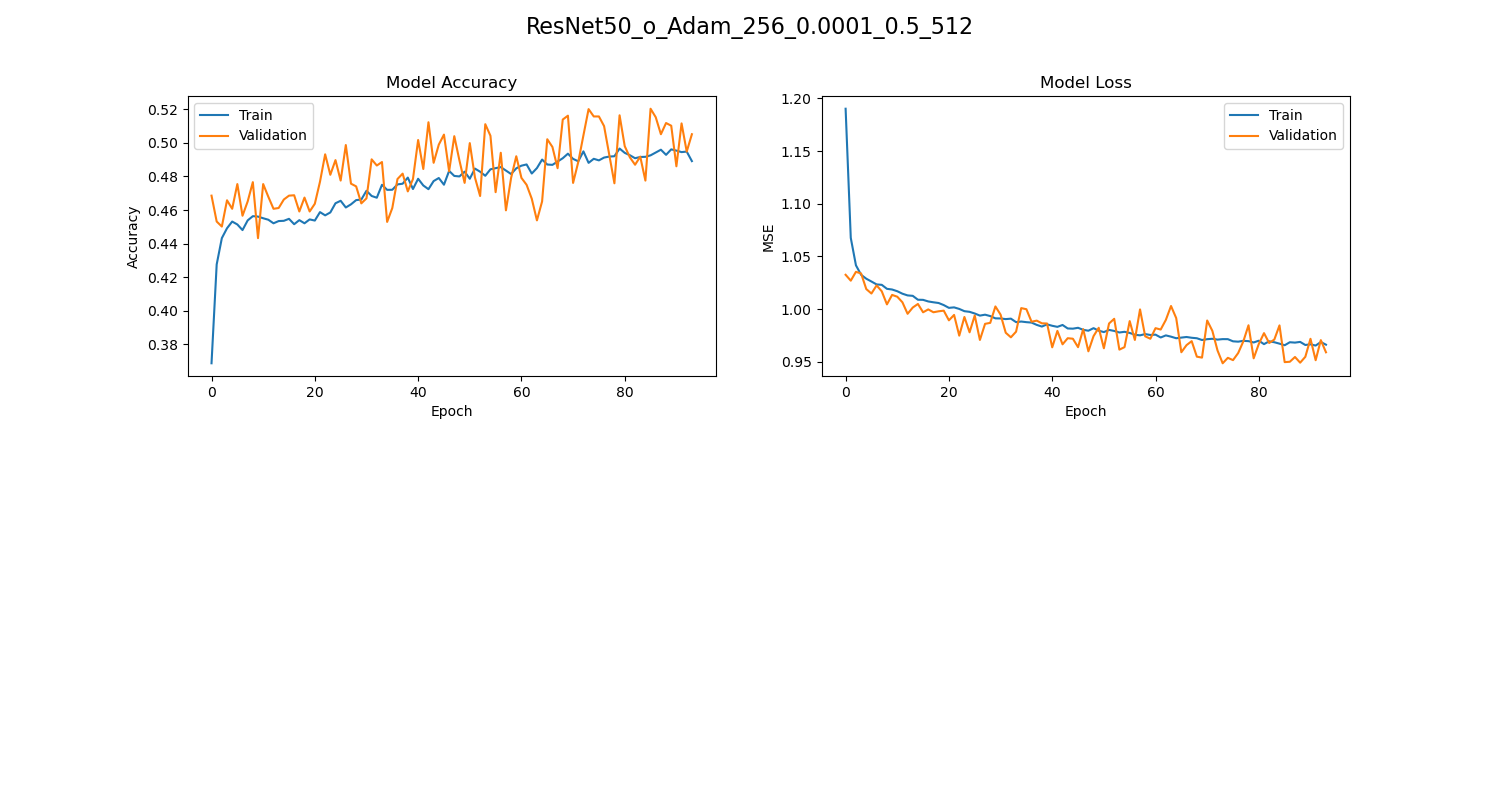 ResNet50_o_Adam_256_0.0001_0.5_512
Model Accuracy
Train
Validation
0.52
0.50
0.48
0.46
0.44
0.42
0.40
0.38
Accuracy
0
20
40
60
80
Epoch
Model Loss
Train
Validation
1.20
1.15
1.10
1.05
1.00
0.95
MSE
0
20
40
60
80
Epoch